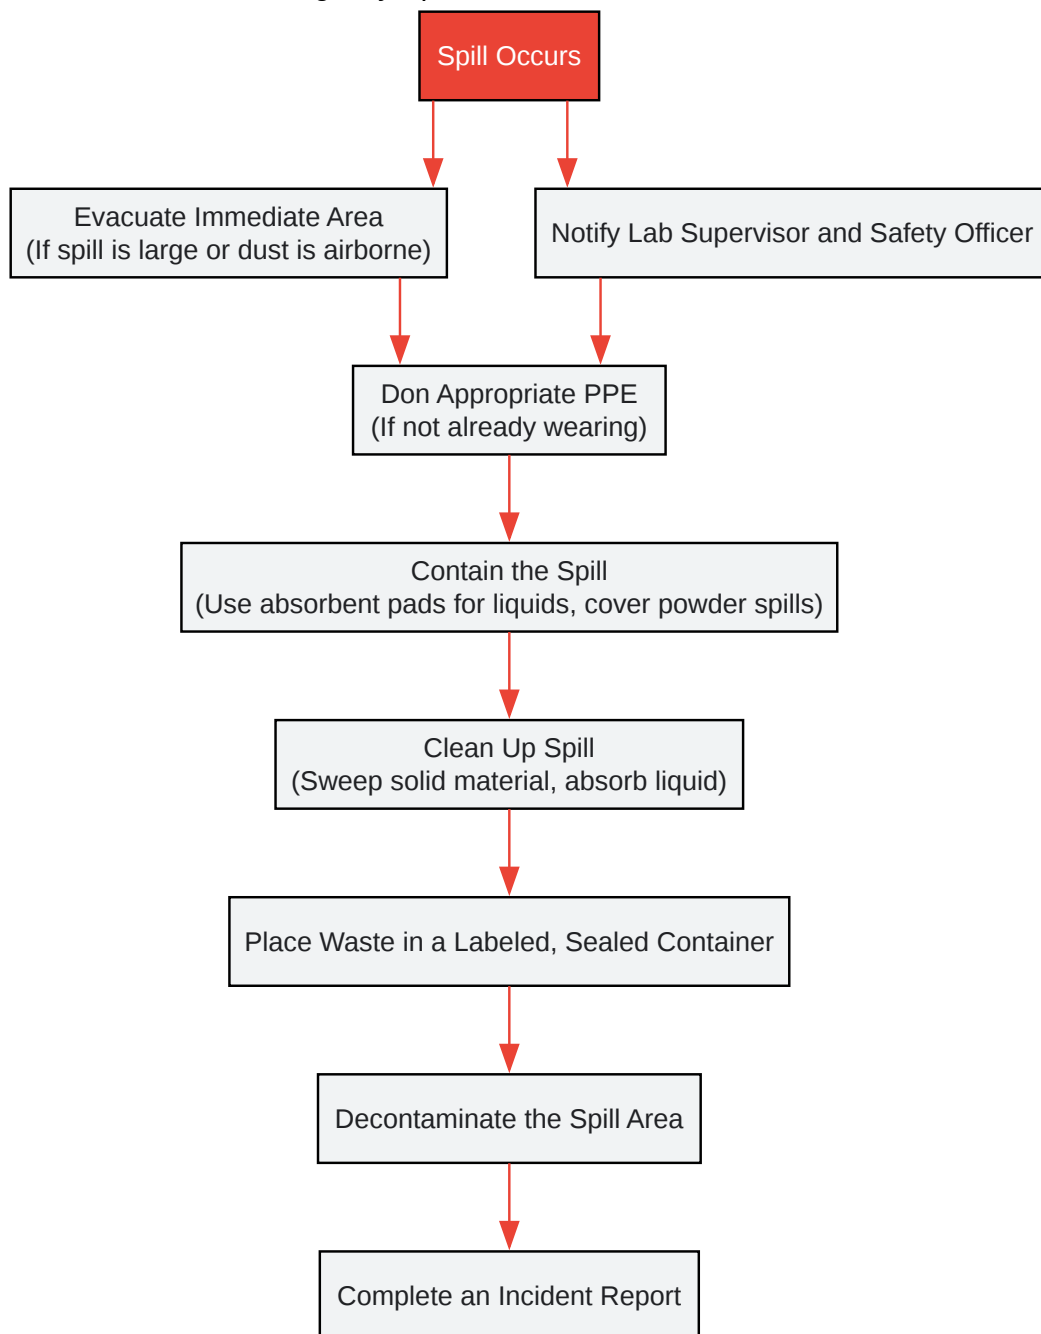 Spill Occurs
Evacuate Immediate Area
(If spill is large or dust is airborne)
Notify Lab Supervisor and Safety Officer
Don Appropriate PPE
(If not already wearing)
Contain the Spill
(Use absorbent pads for liquids, cover powder spills)
Clean Up Spill
(Sweep solid material, absorb liquid)
Place Waste in a Labeled, Sealed Container
Decontaminate the Spill Area
Complete an Incident Report